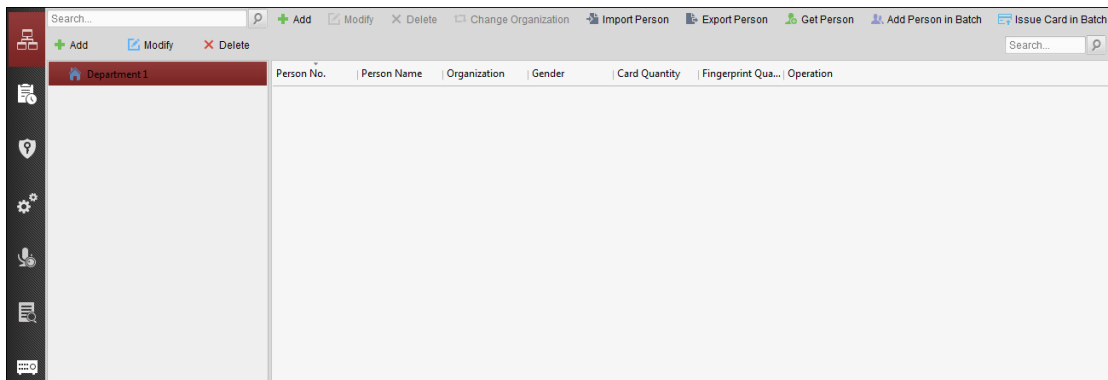 Search... Add Modify Delete Change Organization Import Person Export Person Get Person Add Person in Batch Issue Card in Batch
Add Modify Delete Search...
Department 1
Person No. Person Name Organization Gender Card Quantity Fingerprint Qua... Operation